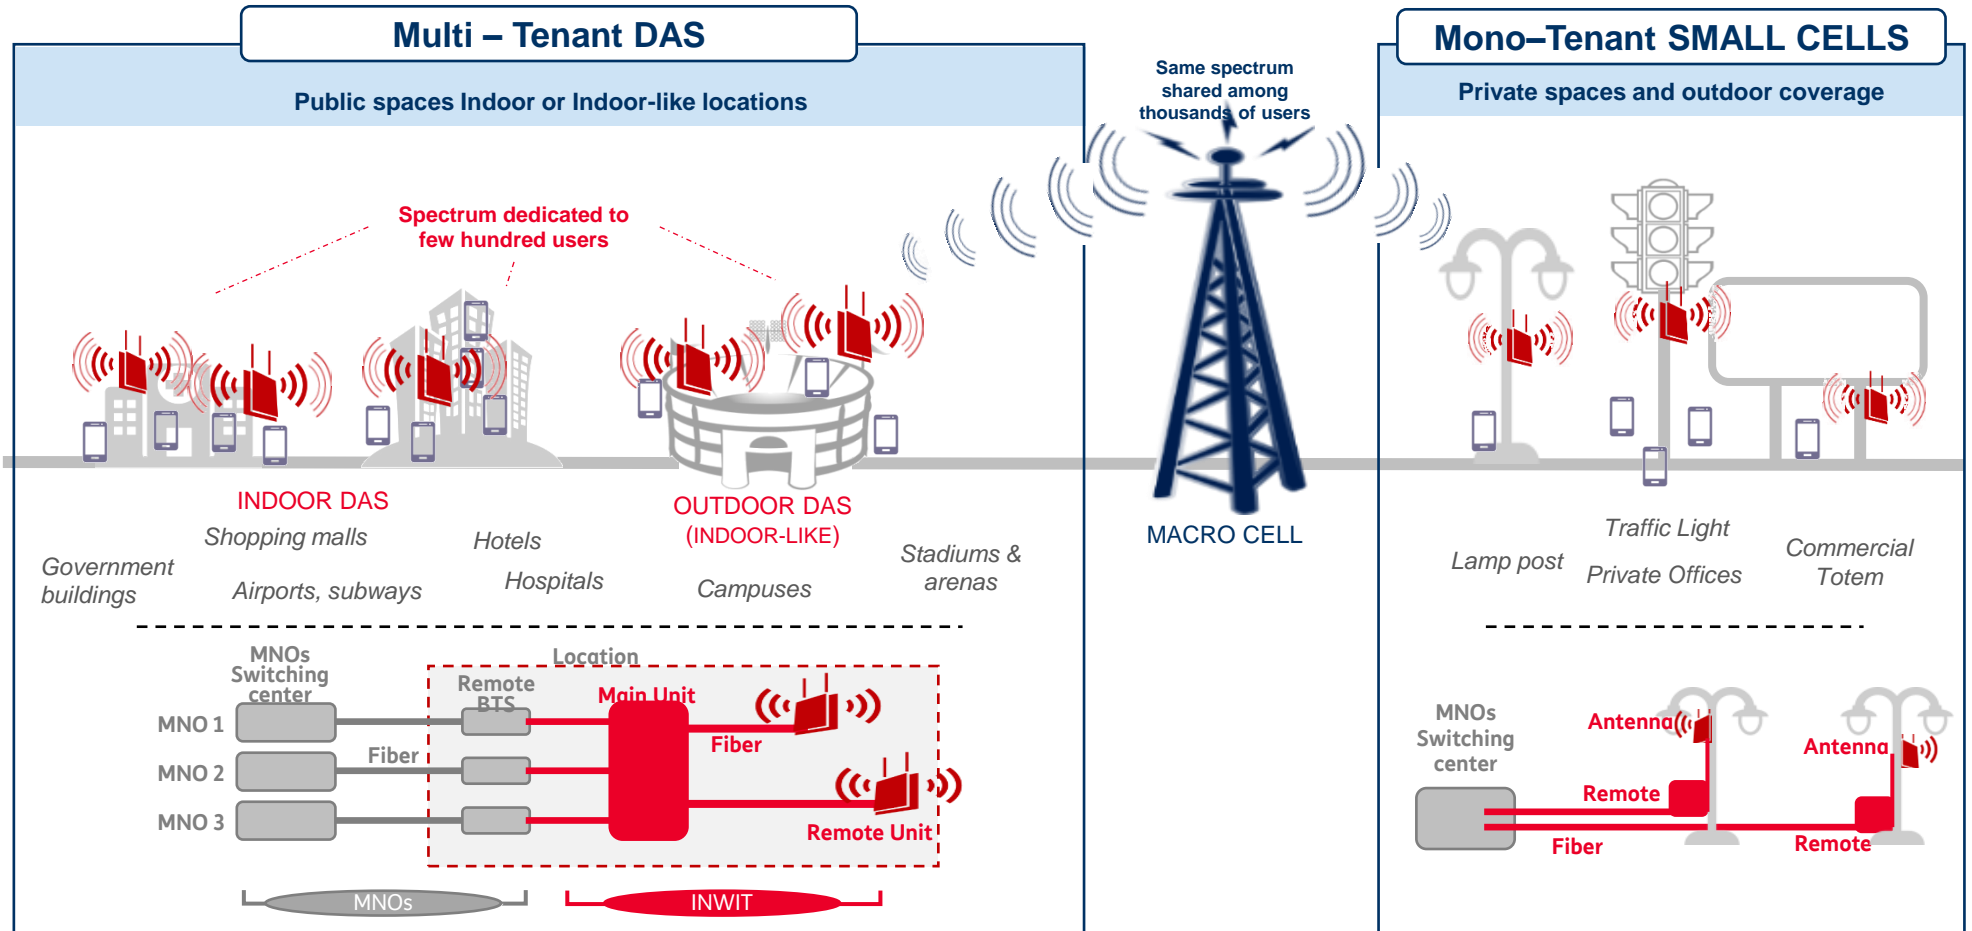 Multi – Tenant DAS
Public spaces Indoor or Indoor-like locations
Spectrum dedicated to
few hundred users
INDOOR DAS
Shopping malls
Government
buildings
Airports, subways
Hotels
Hospitals
OUTDOOR DAS
(INDOOR-LIKE)
Campuses
Stadiums &
arenas
MNOs
Switching
center
MNO 1
MNO 2
MNO 3
Fiber
Location
Remote
BTS
Main Unit
Fiber
Remote Unit
MNOs
INWIT
Same spectrum
shared among
thousands of users
MACRO CELL
Mono–Tenant SMALL CELLS
Private spaces and outdoor coverage
Lamp post
Traffic Light
Private Offices
Commercial
Totem
MNOs
Switching
center
Antenna
Remote
Fiber
Antenna
Remote